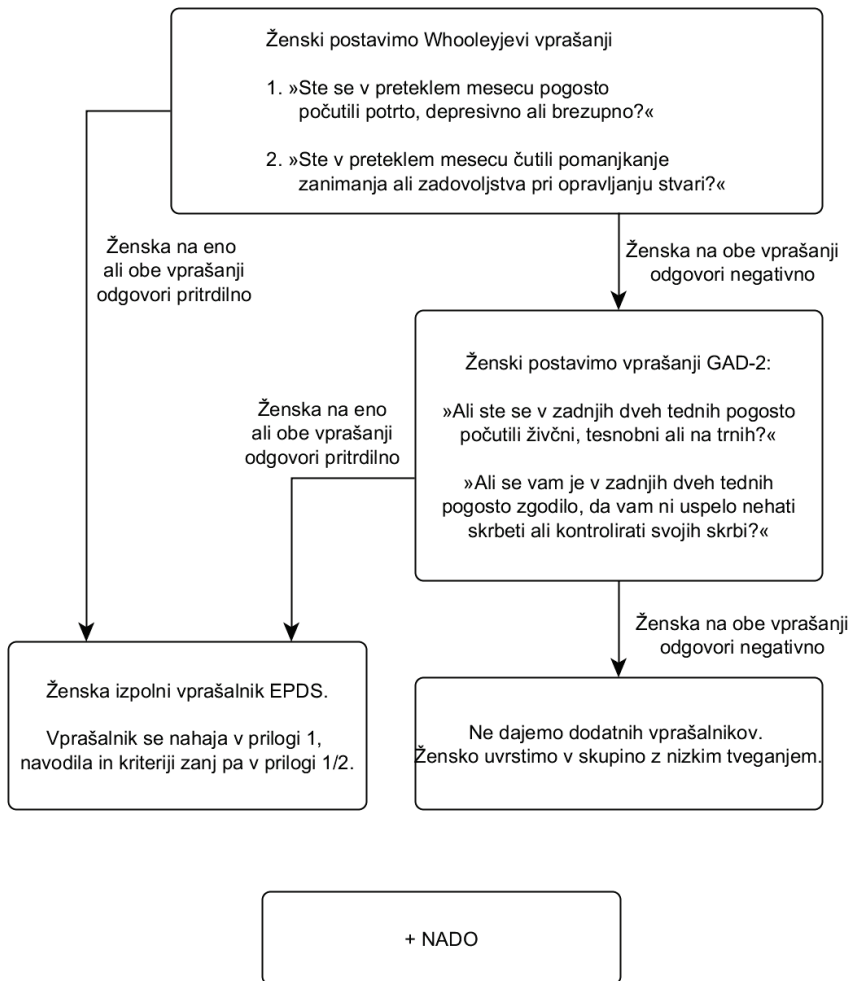 Ženski postavimo Whooleyjevi vprašanji
1. »Ste se v preteklem mesecu pogosto
počutili potrto, depresivno ali brezupno?«
2. »Ste v preteklem mesecu čutili pomanjkanje
zanimanja ali zadovoljstva pri opravljanju stvari?«
Ženska na eno
ali obe vprašanji
odgovori pritrdilno
Ženska na obe vprašanji
odgovori negativno
Ženski postavimo vprašanji GAD-2:
»Ali ste se v zadnjih dveh tednih pogosto
počutili živčni, tesnobni ali na trnih?«
»Ali se vam je v zadnjih dveh tednih
pogosto zgodilo, da vam ni uspelo nehati
skrbeti ali kontrolirati svojih skrbi?«
Ženska na eno
ali obe vprašanji
odgovori pritrdilno
Ženska na obe vprašanji
odgovori negativno
Ženska izpolni vprašalnik EPDS.
Vprašalnik se nahaja v prilogi 1,
navodila in kriteriji zanj pa v prilogi 1/2.
Ne dajemo dodatnih vprašalnikov.
Žensko uvrstimo v skupino z nizkim tveganjem.
+ NADO